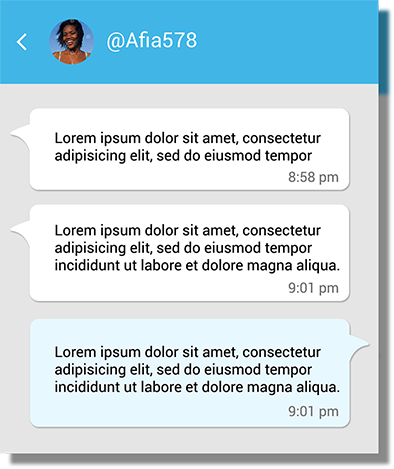 @Afia578
Lorem ipsum dolor sit amet, consectetur
adipisicing elit, sed do eiusmod tempor
8:58 pm
Lorem ipsum dolor sit amet, consectetur
adipisicing elit, sed do eiusmod tempor
incididunt ut labore et dolore magna aliqua.
9:01 pm
Lorem ipsum dolor sit amet, consectetur
adipisicing elit, sed do eiusmod tempor
incididunt ut labore et dolore magna aliqua.
9:01 pm